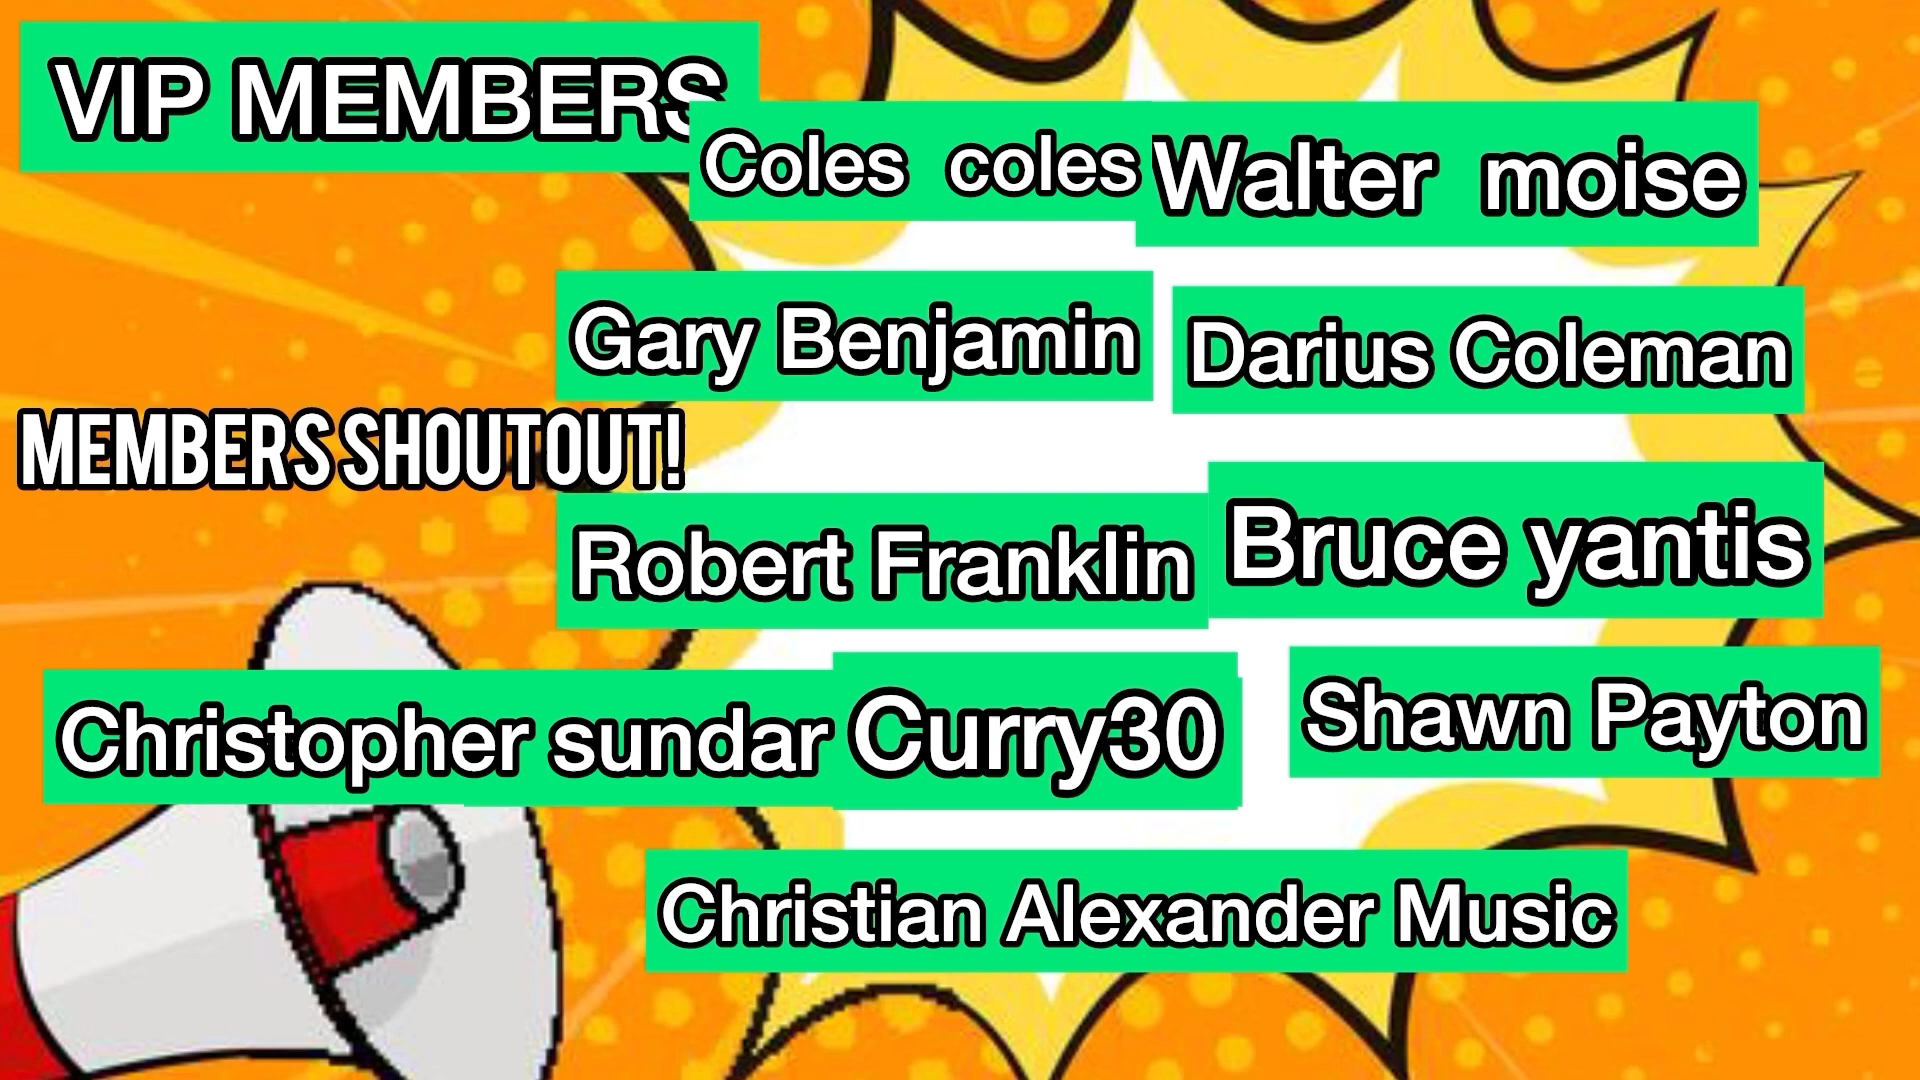 VIP MEMBERS
Coles coles
Walter moise
Gary Benjamin
Darius Coleman
MEMBERS SHOUTOUT!
Robert Franklin
Bruce yantis
Christopher sundar
Curry30
Shawn Payton
Christian Alexander Music